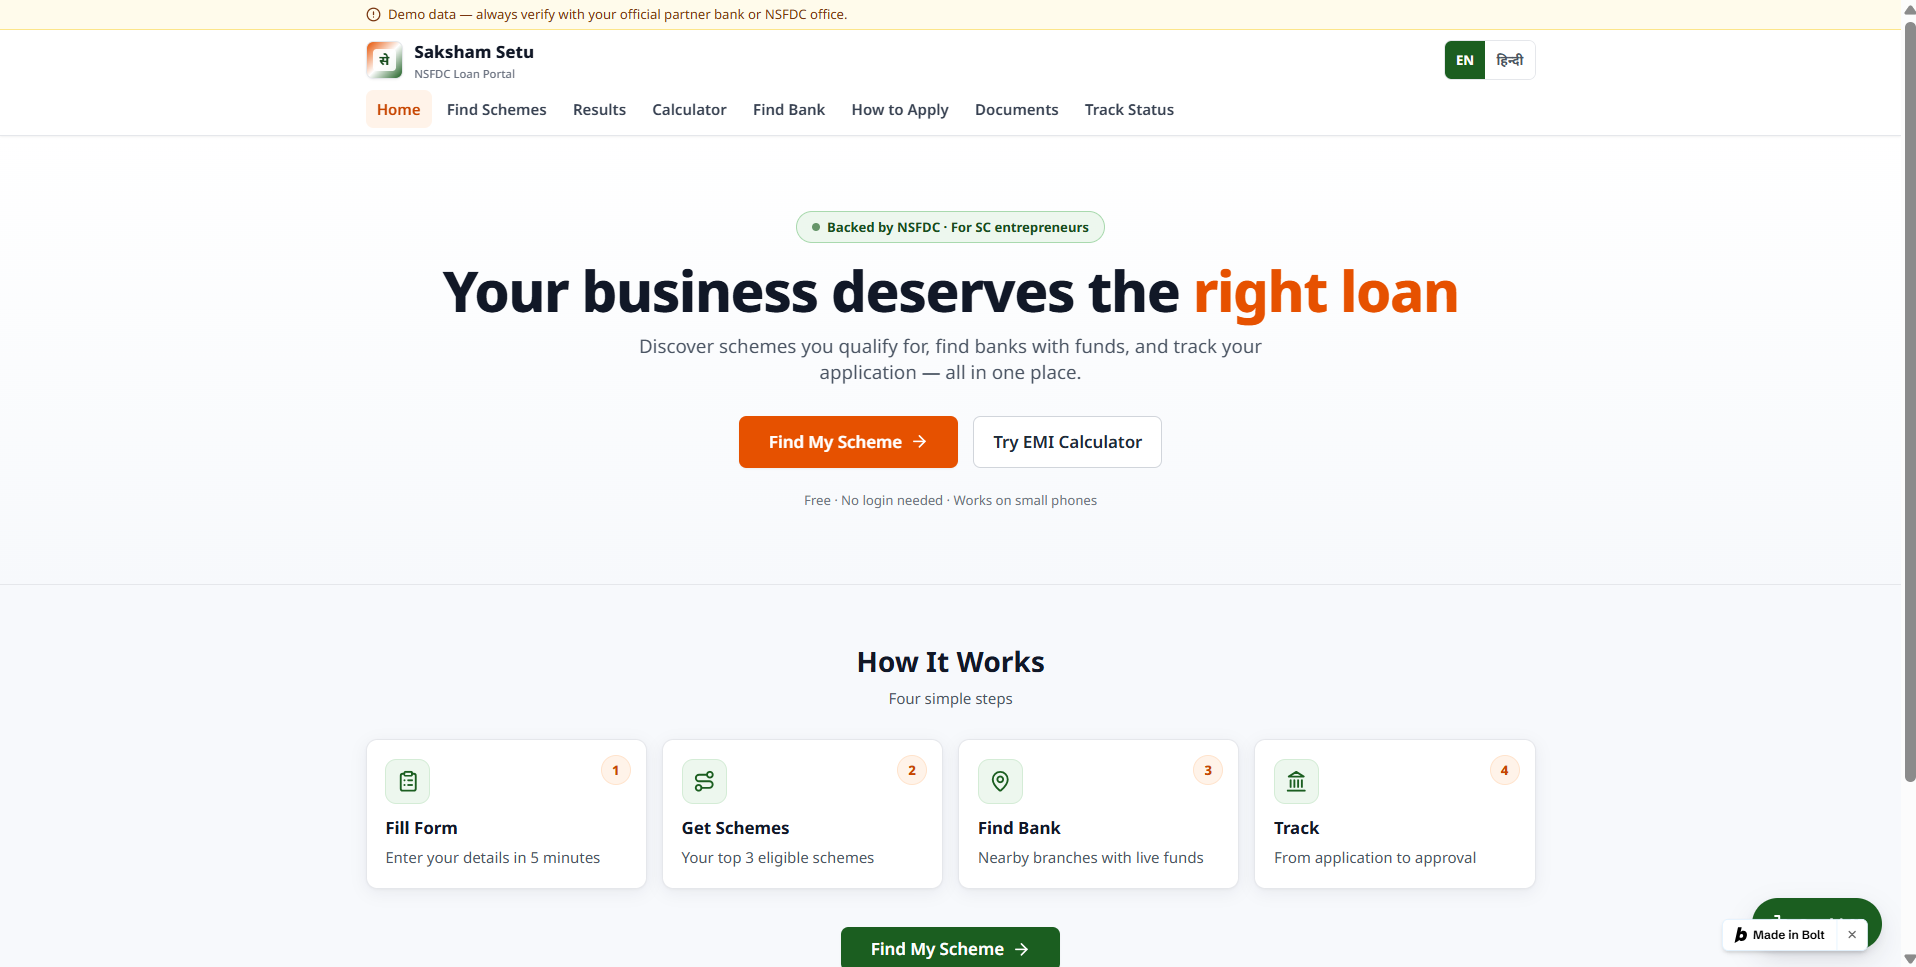 Demo data — always verify with your official partner bank or NSFDC office.
से
Saksham Setu
NSFDC Loan Portal
EN हिन्दी
Home Find Schemes Results Calculator Find Bank How to Apply Documents Track Status
Backed by NSFDC · For SC entrepreneurs
Your business deserves the right loan
Discover schemes you qualify for, find banks with funds, and track your
application — all in one place.
Find My Scheme → Try EMI Calculator
Free · No login needed · Works on small phones
How It Works
Four simple steps
1
Fill Form
Enter your details in 5 minutes
2
Get Schemes
Your top 3 eligible schemes
3
Find Bank
Nearby branches with live funds
4
Track
From application to approval
Find My Scheme →
b Made in Bolt ×